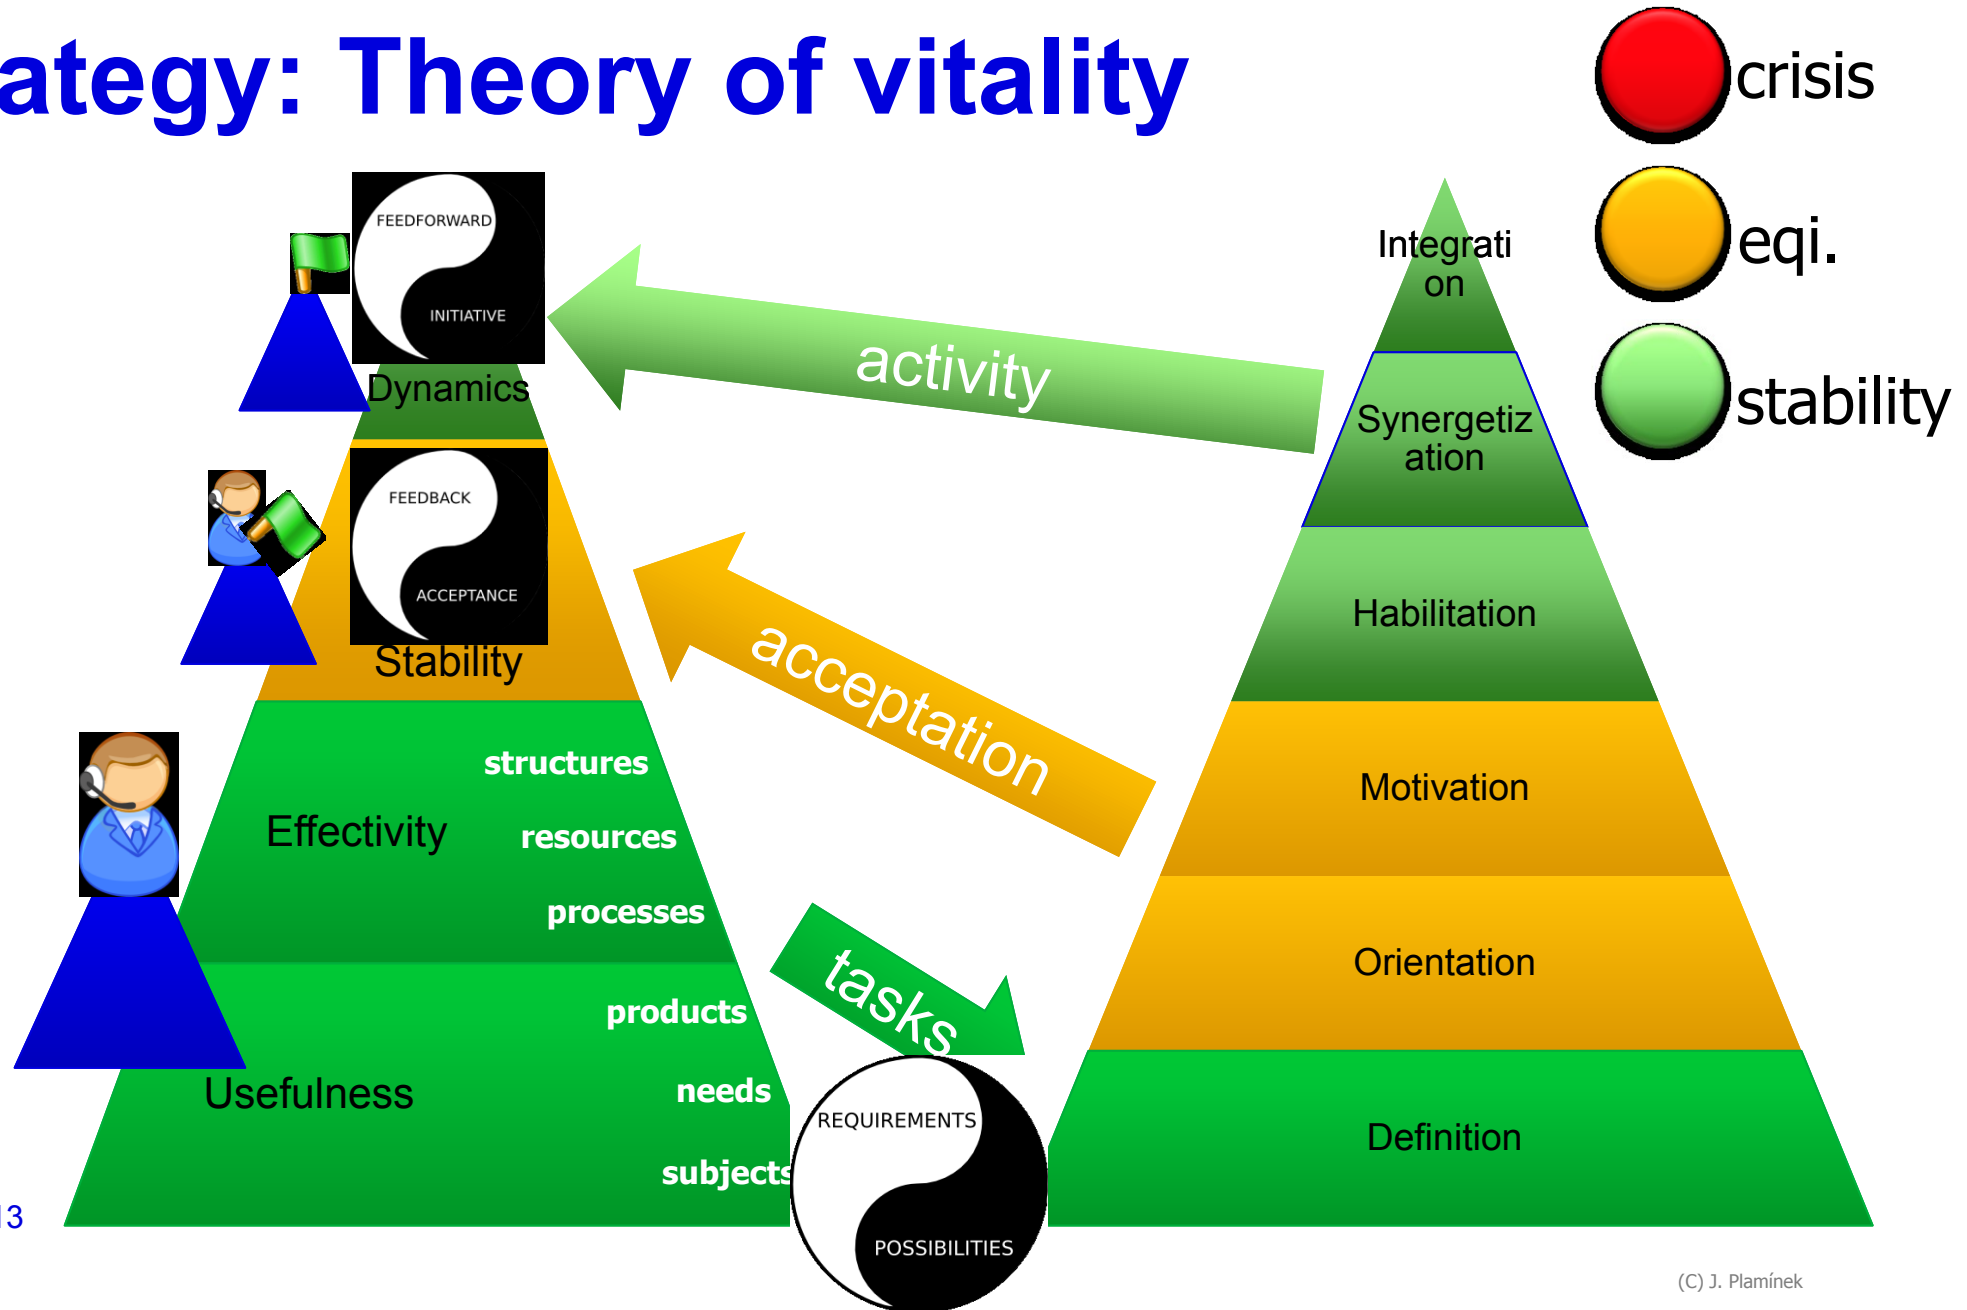 ategy: Theory of vitality
crisis
eqi.
stability
FEEDFORWARD
INITIATIVE
Dynamics
FEEDBACK
ACCEPTANCE
Stability
structures
Effectivity
resources
processes
products
Usefulness
needs
subjects
activity
acceptation
tasks
REQUIREMENTS
POSSIBILITIES
Integrati
on
Synergetiz
ation
Habilitation
Motivation
Orientation
Definition
13
(C) J. Plamínek